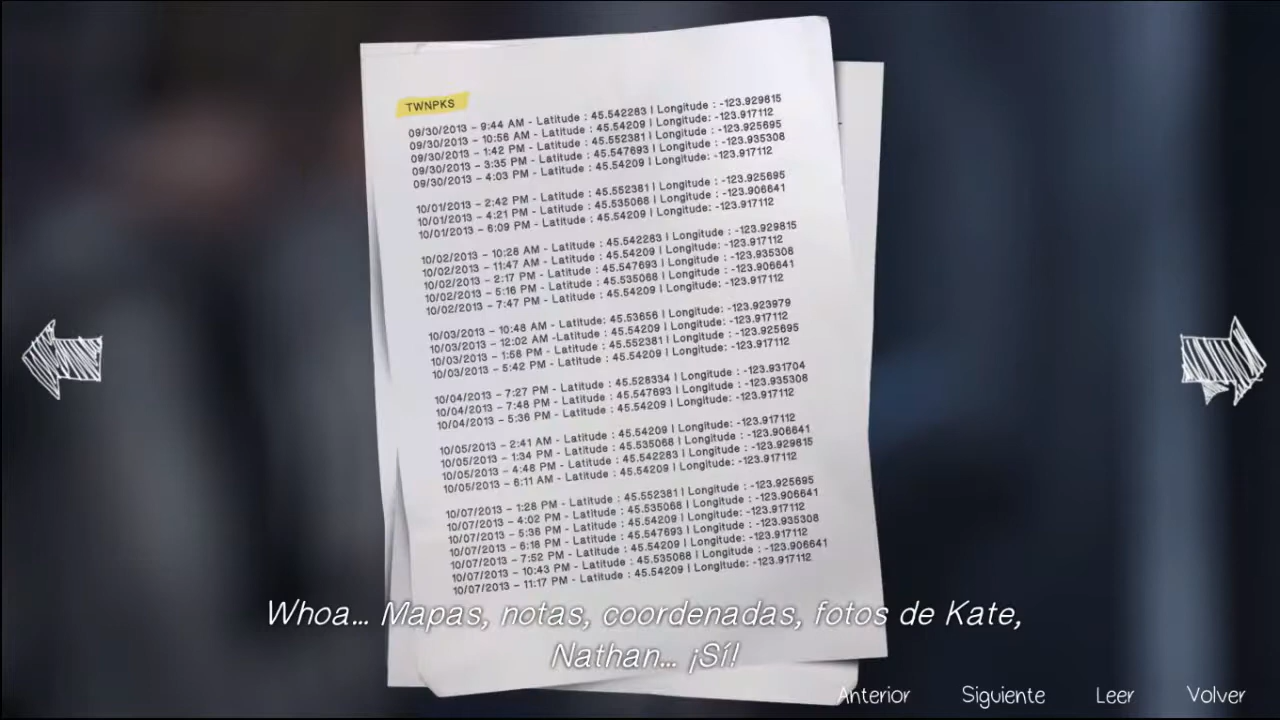 TWNPKS
09/30/2013 - 9:44 AM - Latitude : 45.542283 | Longitude : -123.929815
09/30/2013 - 10:56 AM - Latitude : 45.54209 | Longitude: -123.917112
09/30/2013 - 1:42 PM - Latitude : 45.552381 | Longitude : -123.925695
09/30/2013 - 3:35 PM - Latitude : 45.547693 | Longitude : -123.935308
09/30/2013 - 4:03 PM - Latitude : 45.54209 | Longitude: -123.917112
10/01/2013 - 2:42 PM - Latitude : 45.552381 | Longitude : -123.925695
10/01/2013 - 4:21 PM - Latitude : 45.535068 | Longitude : -123.906641
10/01/2013 - 6:09 PM - Latitude : 45.54209 | Longitude: -123.917112
10/02/2013 - 10:28 AM - Latitude : 45.542283 | Longitude : -123.929815
10/02/2013 - 11:47 AM - Latitude : 45.54209 | Longitude: -123.917112
10/02/2013 - 2:17 PM - Latitude : 45.547693 | Longitude : -123.935308
10/02/2013 - 5:16 PM - Latitude : 45.535068 | Longitude : -123.906641
10/02/2013 - 7:47 PM - Latitude : 45.54209 | Longitude: -123.917112
10/03/2013 - 10:48 AM - Latitude: 45.53656 | Longitude : -123.923979
10/03/2013 - 12:02 AM -Latitude : 45.54209 | Longitude: -123.917112
10/03/2013 - 1:58 PM - Latitude : 45.552381 | Longitude : -123.925695
10/03/2013 - 5:42 PM - Latitude : 45.54209 | Longitude: -123.917112
10/04/2013 - 7:27 PM - Latitude : 45.528334 | Longitude : -123.931704
10/04/2013 - 7:48 PM - Latitude : 45.547693 | Longitude : -123.935308
10/04/2013 - 5:36 PM - Latitude : 45.54209 | Longitude: -123.917112
10/05/2013 - 2:41 AM - Latitude : 45.54209 | Longitude: -123.917112
10/05/2013 - 1:34 PM - Latitude : 45.535068 | Longitude : -123.906641
10/05/2013 - 4:48 PM - Latitude : 45.542283 | Longitude : -123.929815
10/05/2013 - 6:11 AM - Latitude : 45.54209 | Longitude: -123.917112
10/07/2013 - 1:28 PM - Latitude : 45.552381 | Longitude : -123.925695
10/07/2013 - 4:02 PM - Latitude : 45.535068 | Longitude : -123.906641
10/07/2013 - 5:36 PM - Latitude : 45.54209 | Longitude: -123.917112
10/07/2013 - 6:18 PM - Latitude : 45.547693 | Longitude : -123.935308
10/07/2013 - 7:52 PM - Latitude : 45.54209 | Longitude: -123.917112
10/07/2013 - 10:43 PM - Latitude : 45.535068 | Longitude : -123.906641
10/07/2013 - 11:17 PM - Latitude : 45.54209 | Longitude: -123.917112
Whoa... Mapas, notas, coordenadas, fotos de Kate,
Nathan... ¡Sí!
Anterior Siguiente Leer Volver